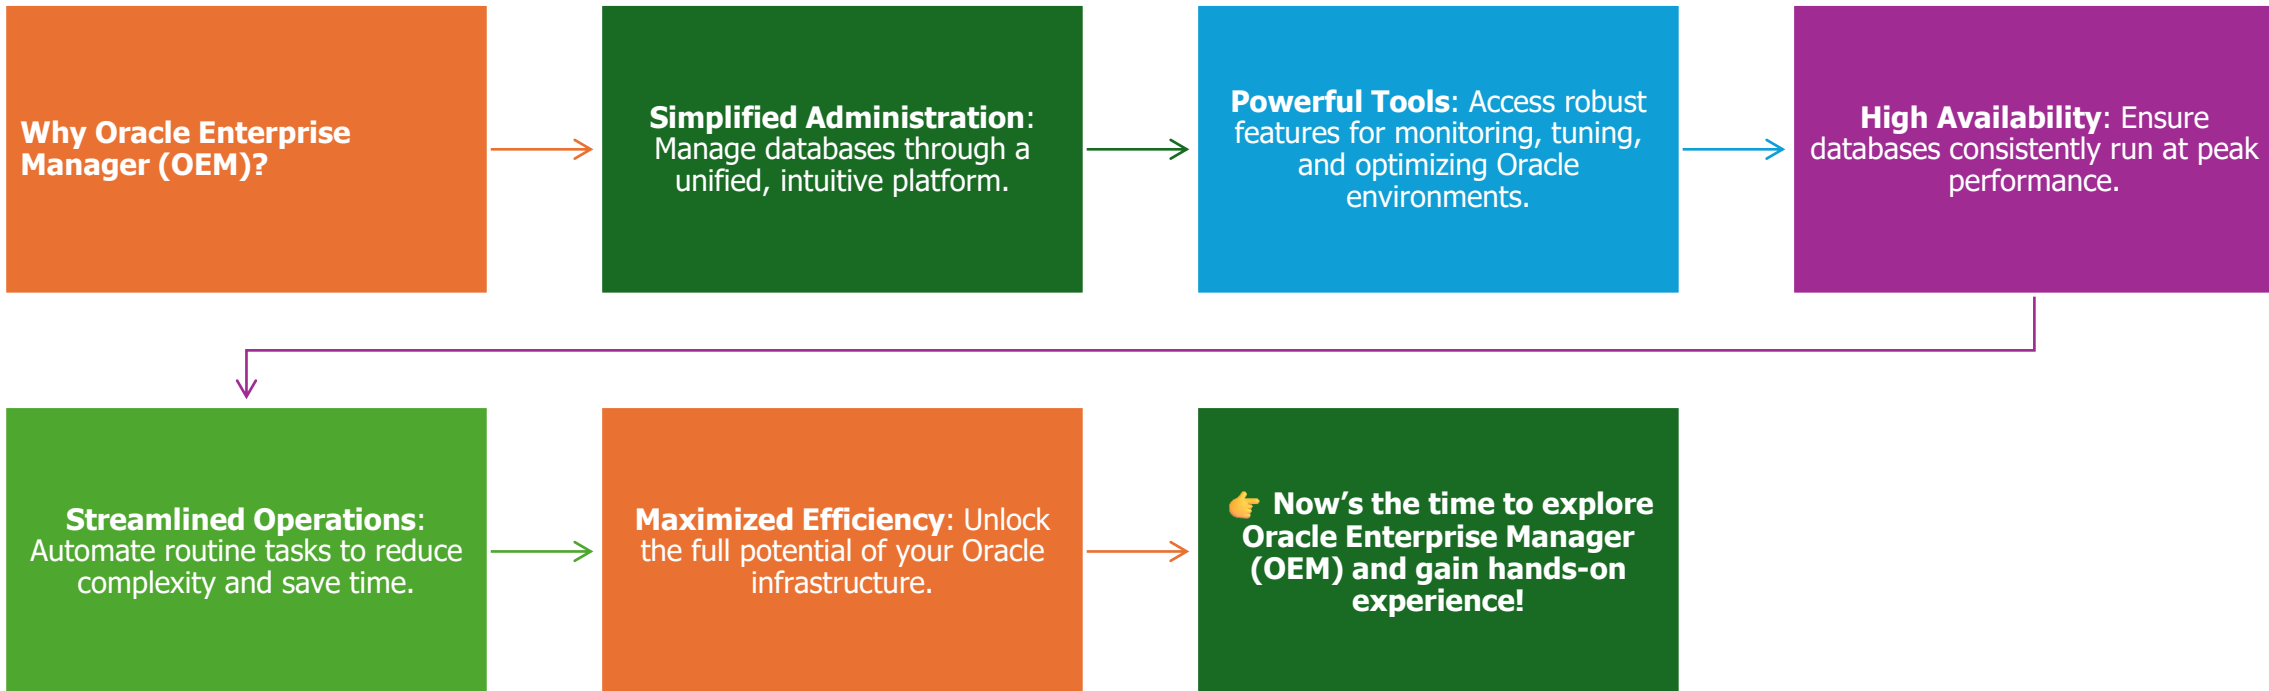 Why Oracle Enterprise
Manager (OEM)?
Simplified Administration:
Manage databases through a
unified, intuitive platform.
Powerful Tools: Access robust
features for monitoring, tuning,
and optimizing Oracle
environments.
High Availability: Ensure
databases consistently run at peak
performance.
Streamlined Operations:
Automate routine tasks to reduce
complexity and save time.
Maximized Efficiency: Unlock
the full potential of your Oracle
infrastructure.
👉 Now’s the time to explore
Oracle Enterprise Manager
(OEM) and gain hands-on
experience!